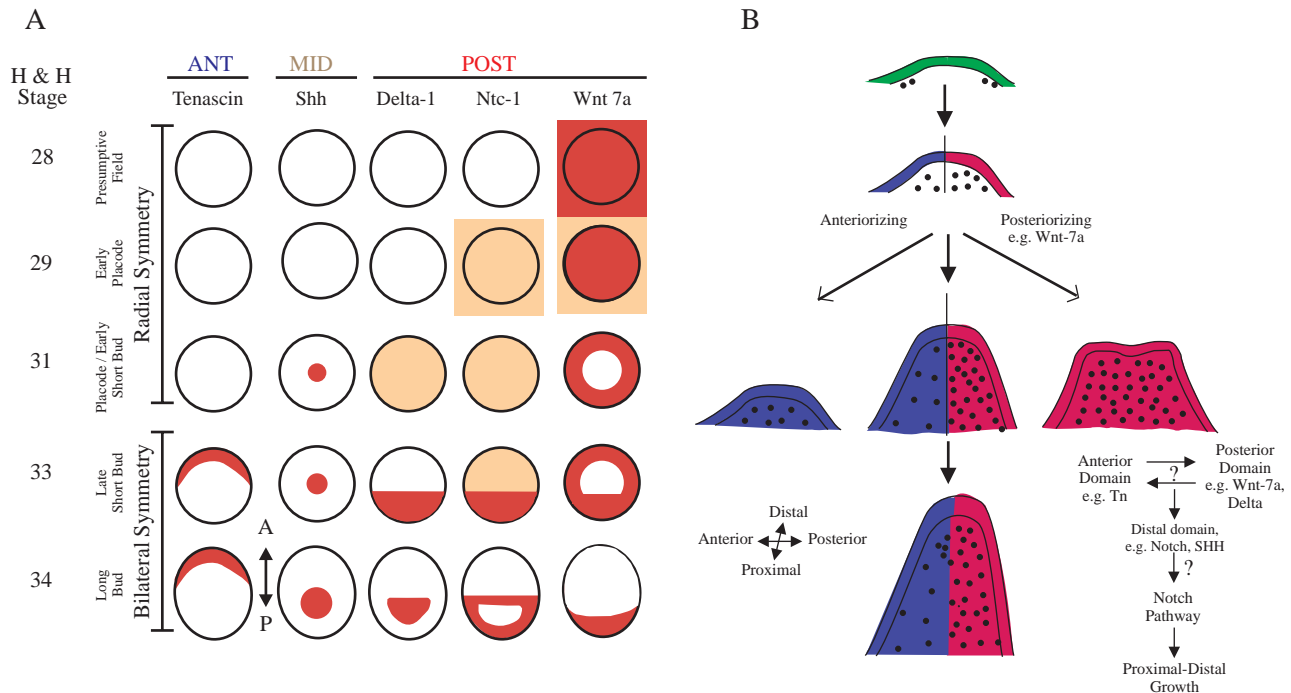 A
H & H
Stage
ANT
MID
POST
Tenascin
Shh
Delta-1
Ntc-1
Wnt 7a
28
29
31
33
34
Presumptive
Field
Early
Placode
Placode / Early
Short Bud
Late
Short Bud
Long
Bud
Radial Symmetry
Bilateral Symmetry
A
P
B
Anteriorizing
Posteriorizing
e.g. Wnt-7a
Distal
Anterior
Posterior
Proximal
Anterior
Domain
e.g. Tn
?
Posterior
Domain
e.g. Wnt-7a,
Delta
Distal domain,
e.g. Notch, SHH
?
Notch
Pathway
Proximal-Distal
Growth